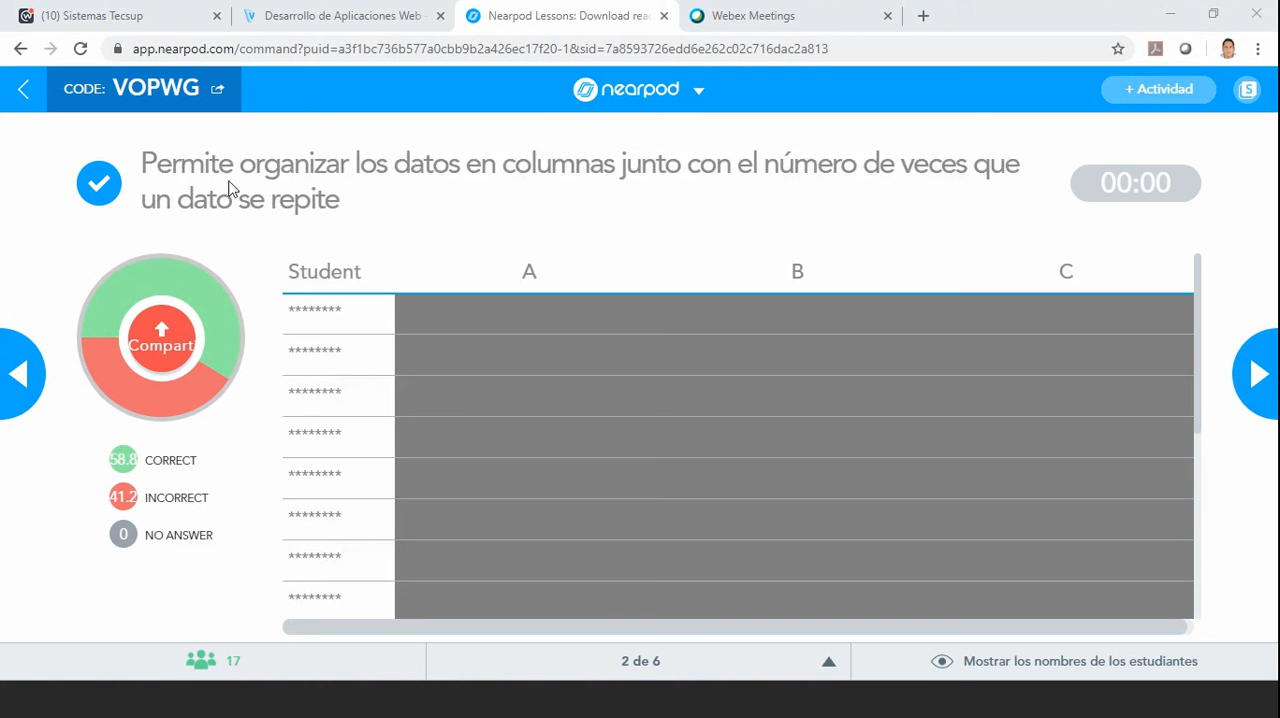 (10) Sistemas Tecsup
Desarrollo de Aplicaciones Web
Nearpod Lessons: Download rea
Webex Meetings
app.nearpod.com/command?puid=a3f1bc736b577a0cbb9b2a426ec17f20-1&sid=7a8593726edd6e262c02c716dac2a813
CODE: VOPWG
nearpod
+ Actividad
S
Permite organizar los datos en columnas junto con el número de veces que
un dato se repite
00:00
Student A B C
********
********
********
********
********
********
********
********
Comparti
58.8 CORRECT
41.2 INCORRECT
0 NO ANSWER
17
2 de 6
Mostrar los nombres de los estudiantes